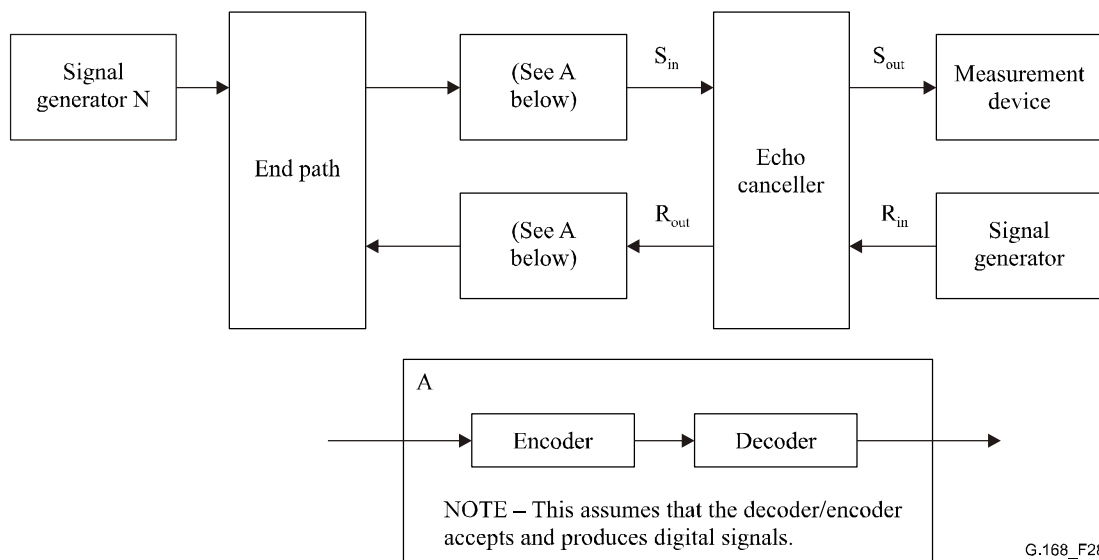 Signal
generator N
End path
(See A
below)
S_in
Echo
canceller
S_out
Measurement
device
(See A
below)
R_out
R_in
Signal
generator
A
Encoder
Decoder
NOTE – This assumes that the decoder/encoder
accepts and produces digital signals.